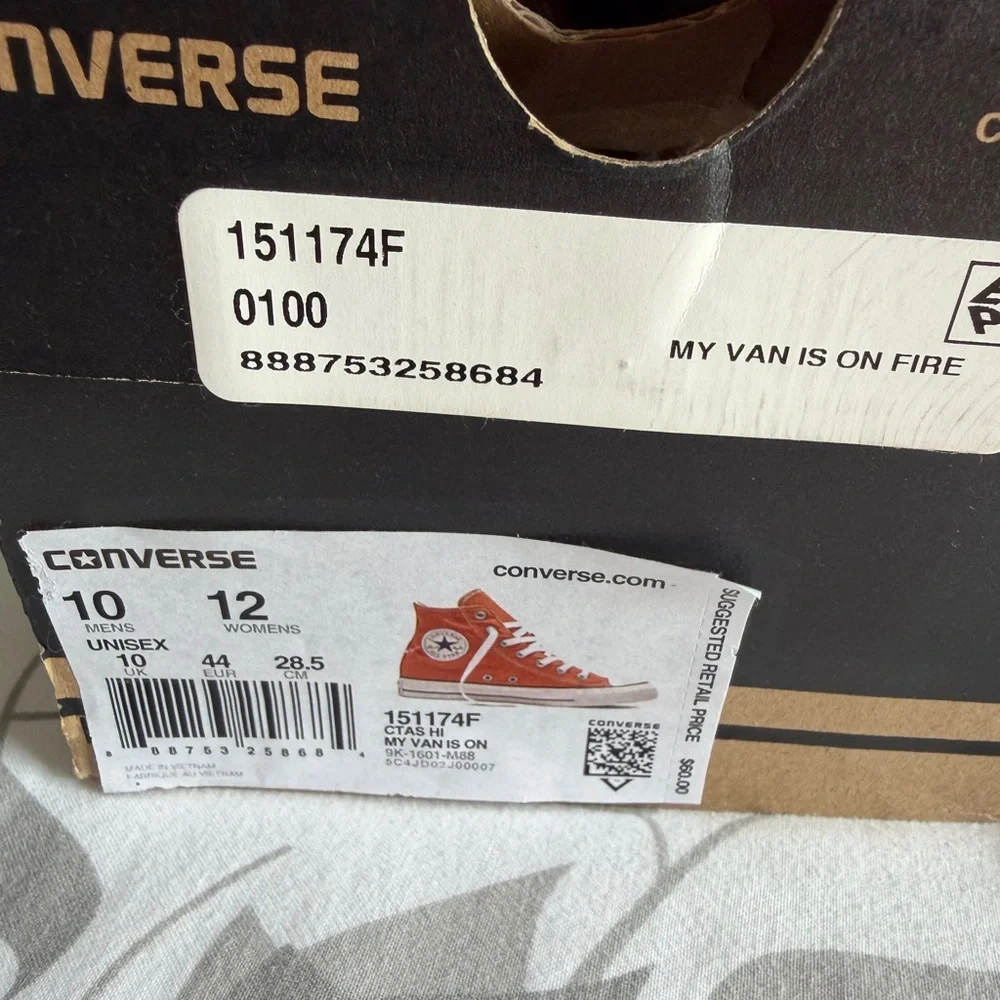 NVERSE
C
151174F
0100
888753258684
MY VAN IS ON FIRE
CONVERSE
converse.com
10
MENS
12
WOMENS
UNISEX
10
UK
44
EUR
28.5
CM
8 88753 25868 4
MADE IN VIETNAM
FABRIQUE AU VIETNAM
151174F
CTAS HI
MY VAN IS ON
9K-1601-M88
5C4JD02J00007
CONVERSE
SUGGESTED RETAIL PRICE $60.00